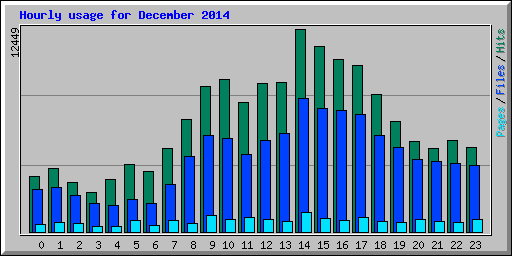 Hourly usage for December 2014
12449
Pages/Files/Hits
0 1 2 3 4 5 6 7 8 9 10 11 12 13 14 15 16 17 18 19 20 21 22 23